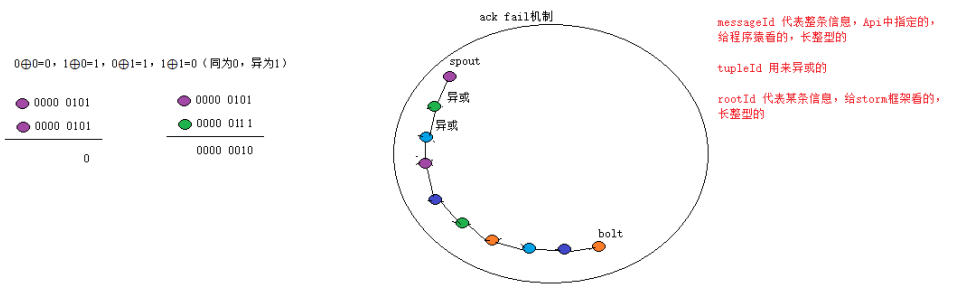 ack fail机制
0⊕0=0, 1⊕0=1, 0⊕1=1, 1⊕1=0（同为0，异为1）
0000 0101
0000 0101
0
0000 0101
0000 0111
0000 0010
spout
异或
异或
bolt
messageId 代表整条信息，Api中指定的，
给程序猿看的，长整型的
tupleId 用来异或的
rootId 代表某条信息，给storm框架看的，
长整型的